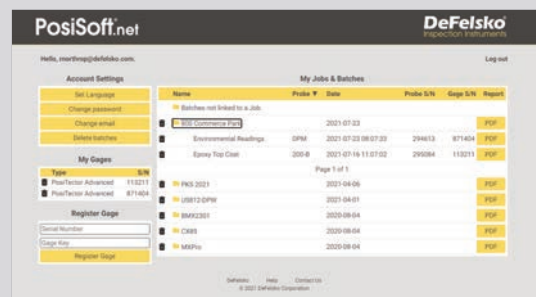 PosiSoft.net
DeFelsko
Inspection Instruments
Hello, mnorthrop@defelsko.com.
Log out
Account Settings
Set Language
Change password
Change email
Delete batches
My Gages
Type S/N
PosiTector Advanced 113211
PosiTector Advanced 871404
Register Gage
Serial Number
Gage Key
Register Gage
My Jobs & Batches
Name Probe ▼ Date Probe S/N Gage S/N Report
Batches not linked to a Job
800 Commerce Park 2021-07-23 PDF
Environmental Readings DPM 2021-07-23 08:07:33 294613 871404 PDF
Epoxy Top Coat 200-B 2021-07-16 11:07:02 295084 113211 PDF
Page 1 of 1
PKS 2021 2021-04-06 PDF
US812-DPW 2021-04-01 PDF
BMX2301 2020-08-04 PDF
CX85 2020-08-04 PDF
MXPro 2020-08-04 PDF
DeFelsko Help Contact Us
© 2021 DeFelsko Corporation